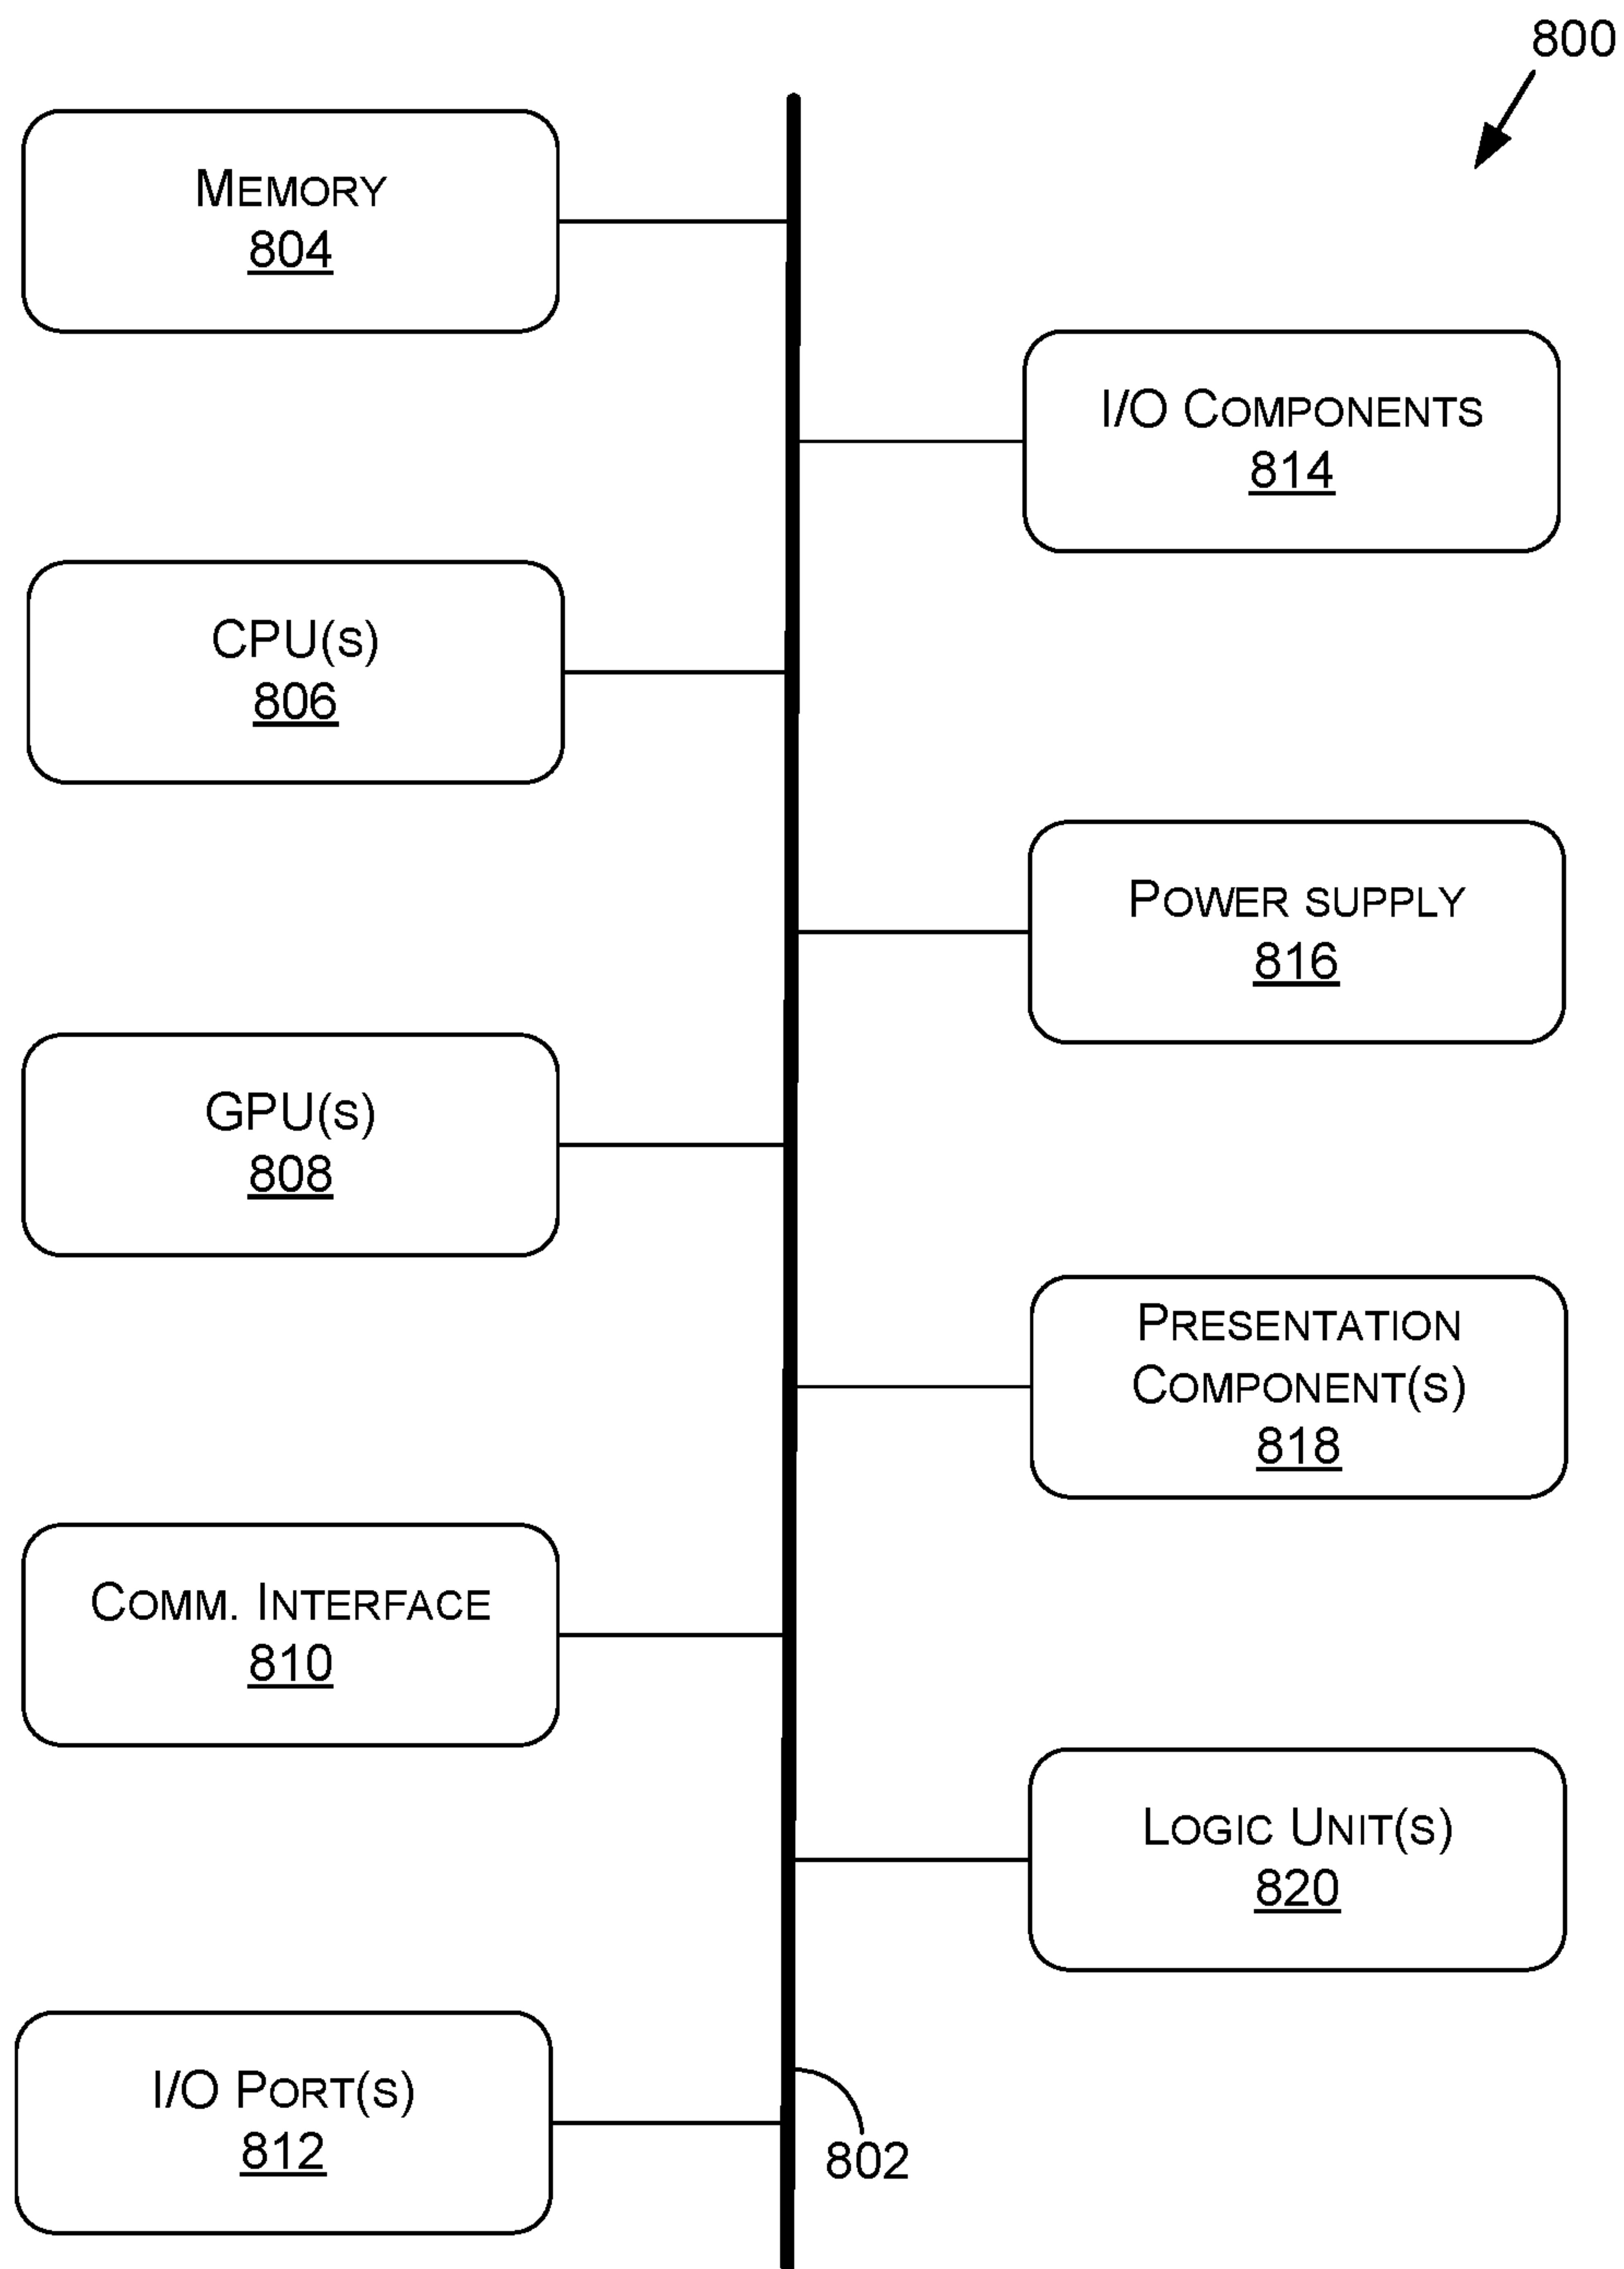 800
MEMORY
804
I/O COMPONENTS
814
CPU(s)
806
POWER SUPPLY
816
GPU(s)
808
PRESENTATION
COMPONENT(S)
818
COMM. INTERFACE
810
LOGIC UNIT(S)
820
I/O PORT(S)
812
802